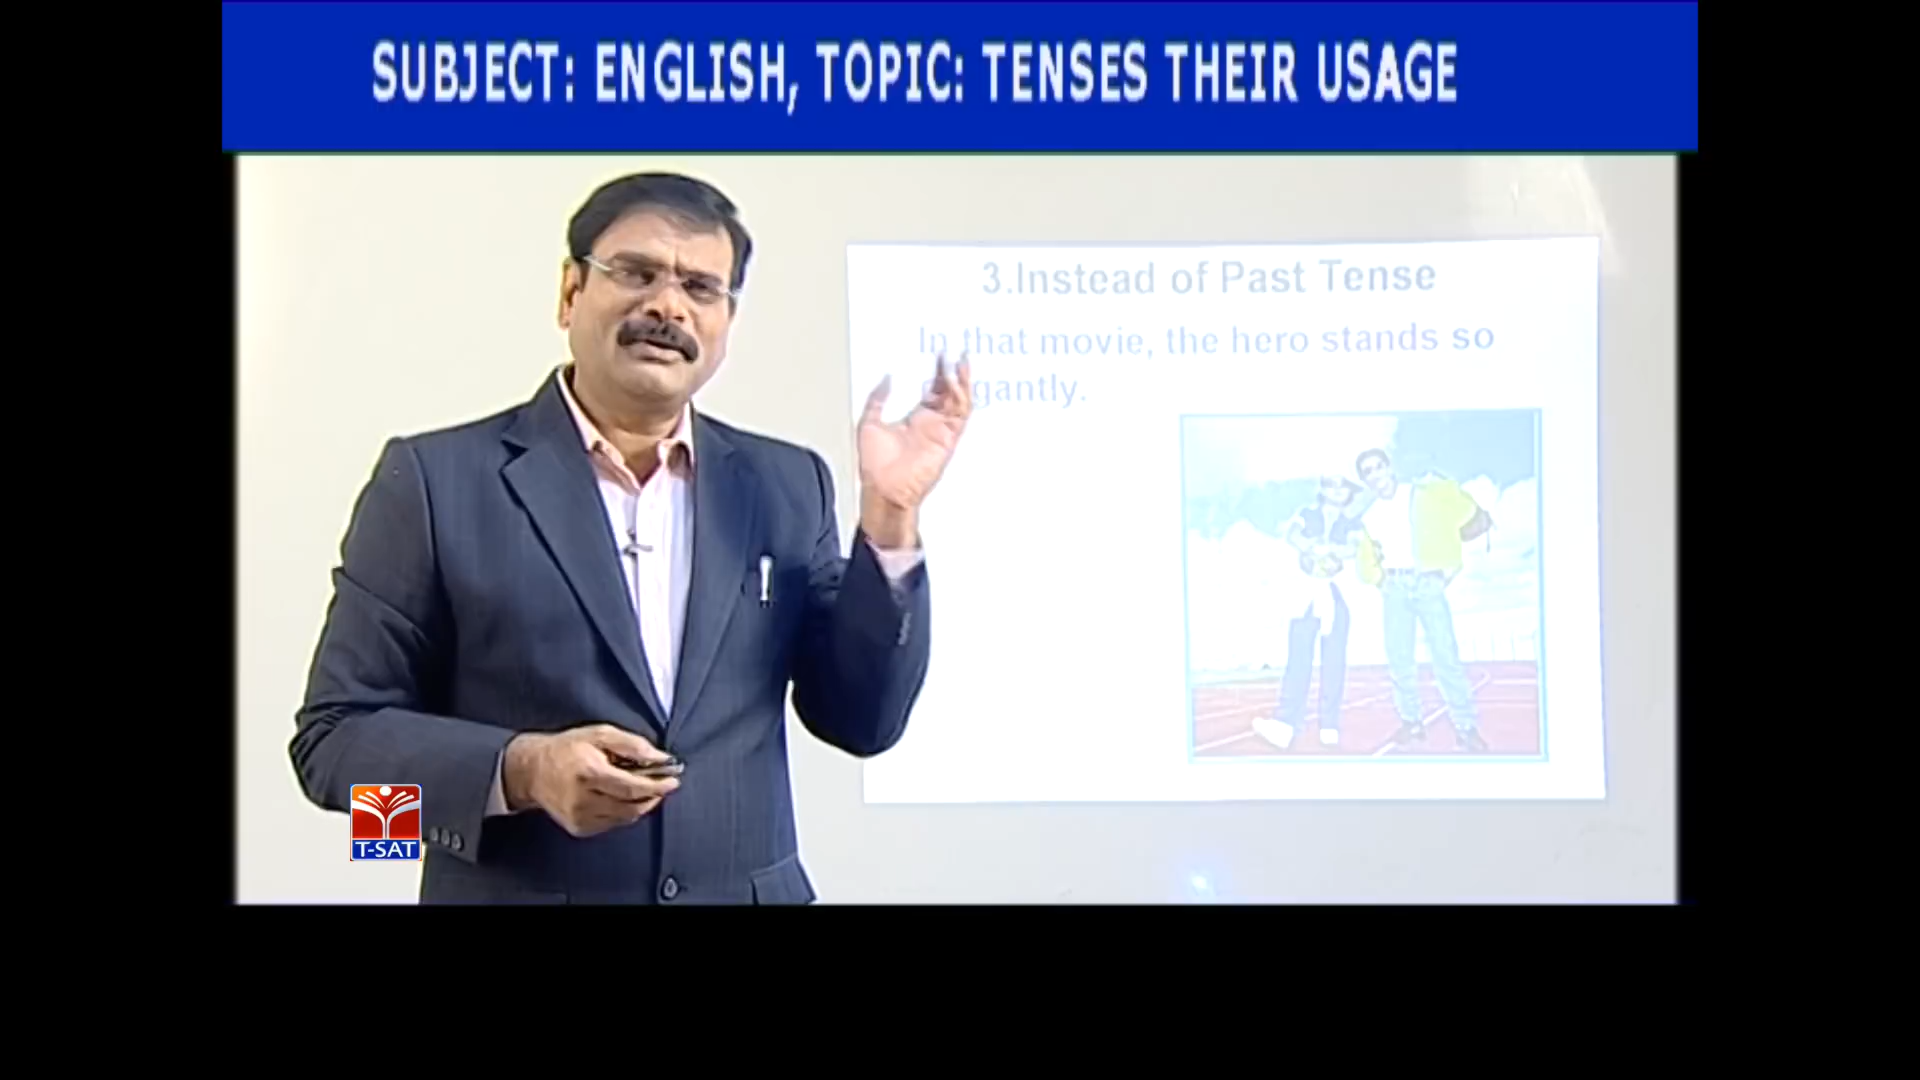 SUBJECT: ENGLISH, TOPIC: TENSES THEIR USAGE
3.Instead of Past Tense
In that movie, the hero stands so
gantly.
T-SAT